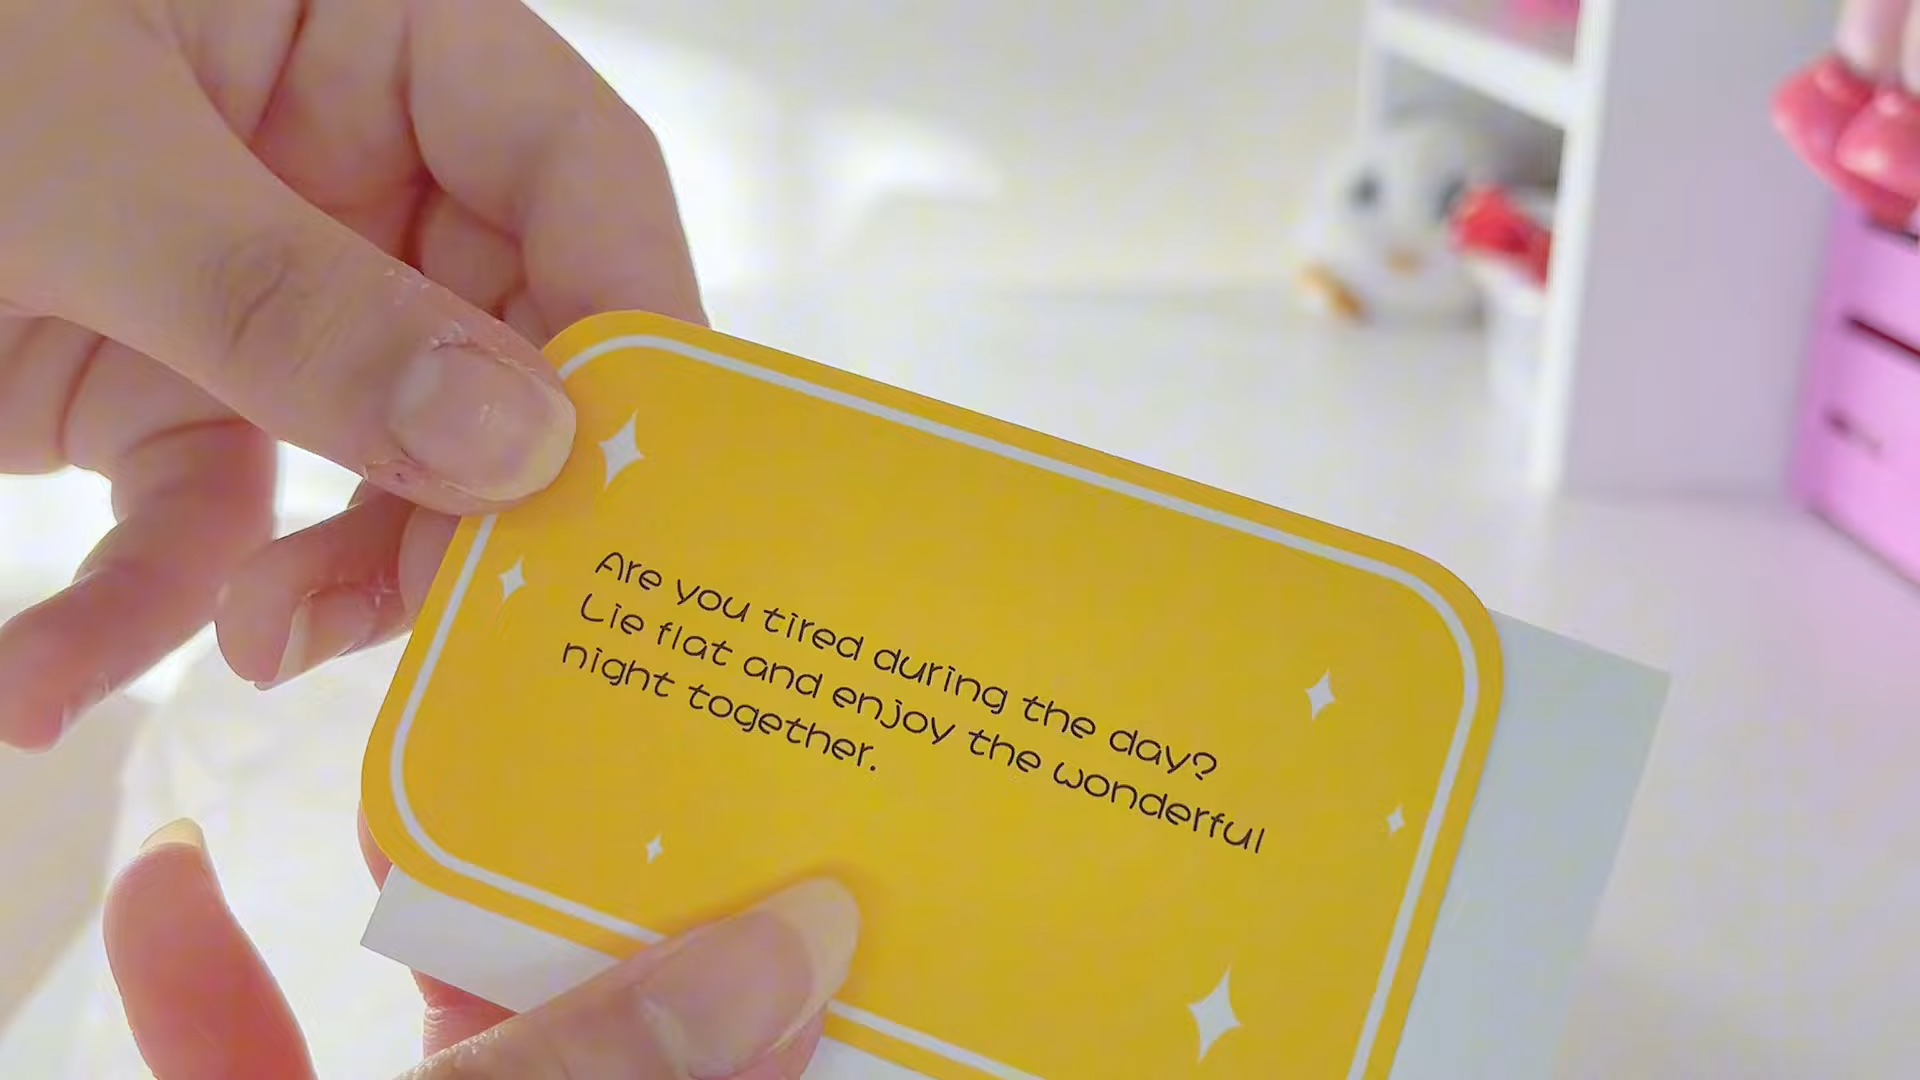 Are you tired during the day?
Lie flat and enjoy the wonderful
night together.